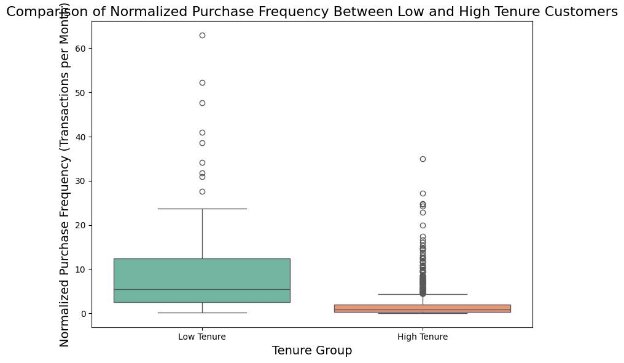 Comparison of Normalized Purchase Frequency Between Low and High Tenure Customers
Normalized Purchase Frequency (Transactions per Month)
60
50
40
30
20
10
0
Low Tenure
High Tenure
Tenure Group